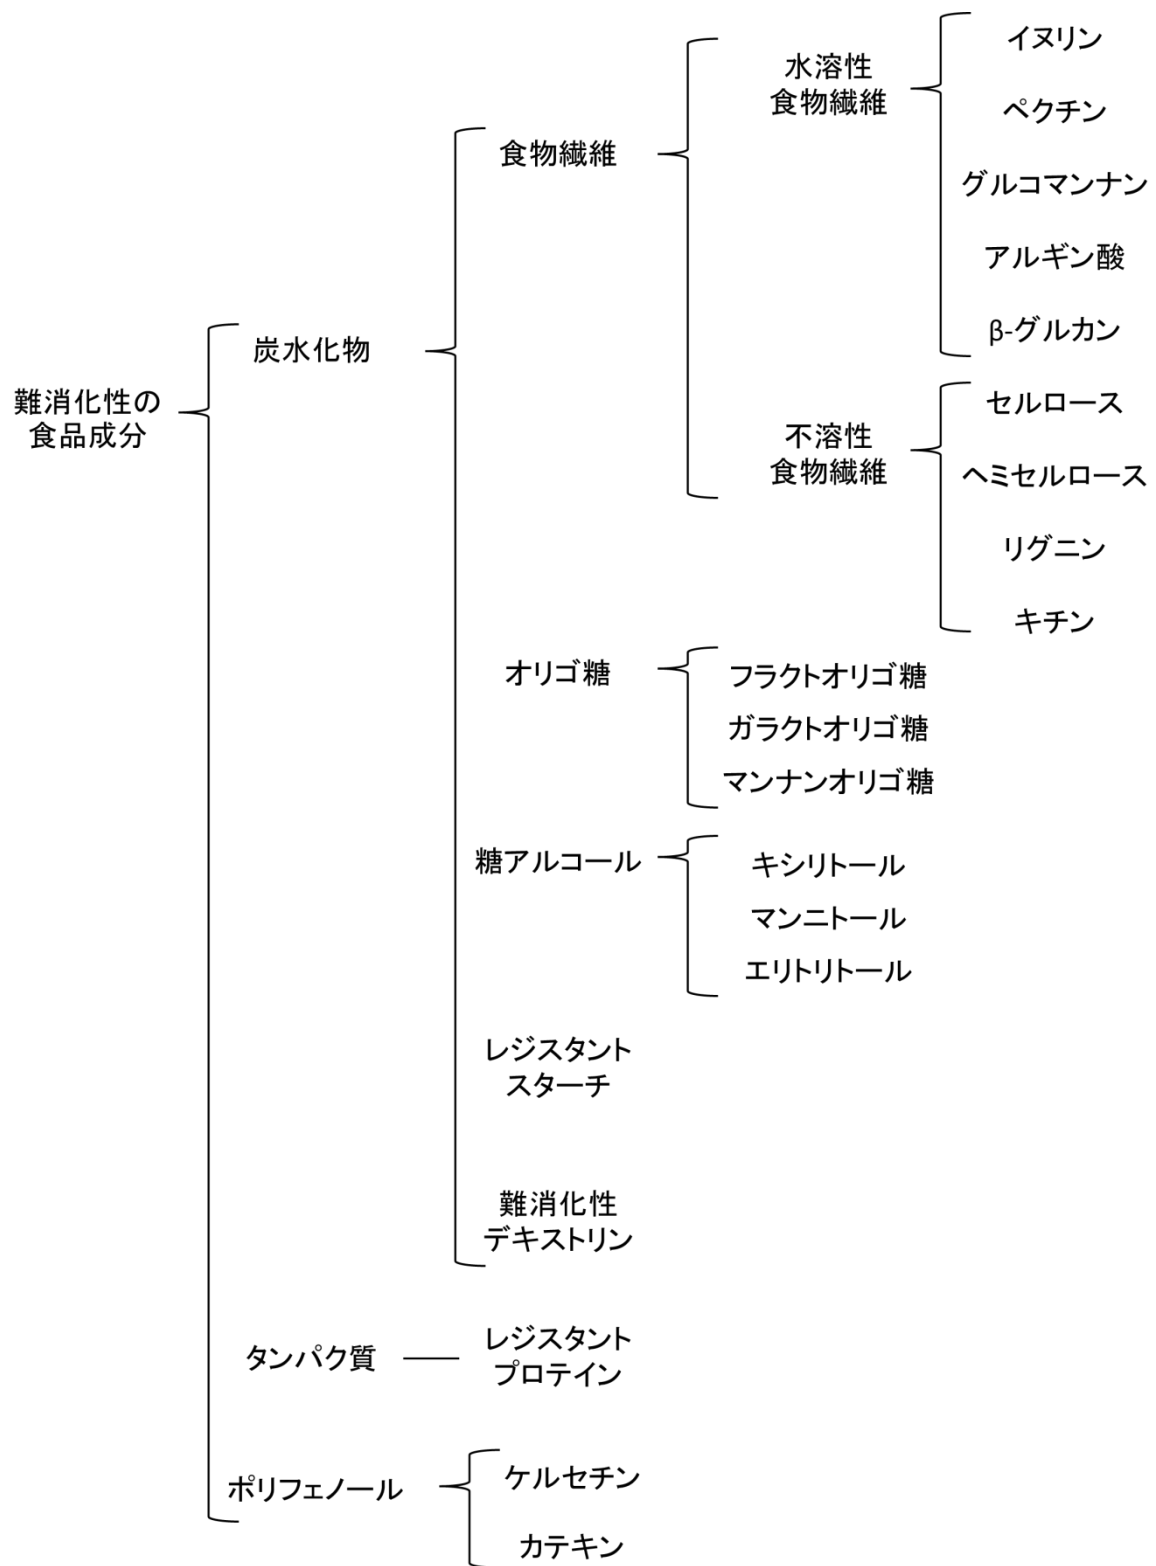 難消化性の
食品成分
炭水化物
食物繊維
水溶性
食物繊維
イヌリン
ペクチン
グルコマンナン
アルギン酸
β-グルカン
不溶性
食物繊維
セルロース
ヘミセルロース
リグニン
キチン
オリゴ糖
フラクトオリゴ糖
ガラクトオリゴ糖
マンナンオリゴ糖
糖アルコール
キシリトール
マンニトール
エリトリトール
レジスタント
スターチ
難消化性
デキストリン
タンパク質
レジスタント
プロテイン
ポリフェノール
ケルセチン
カテキン